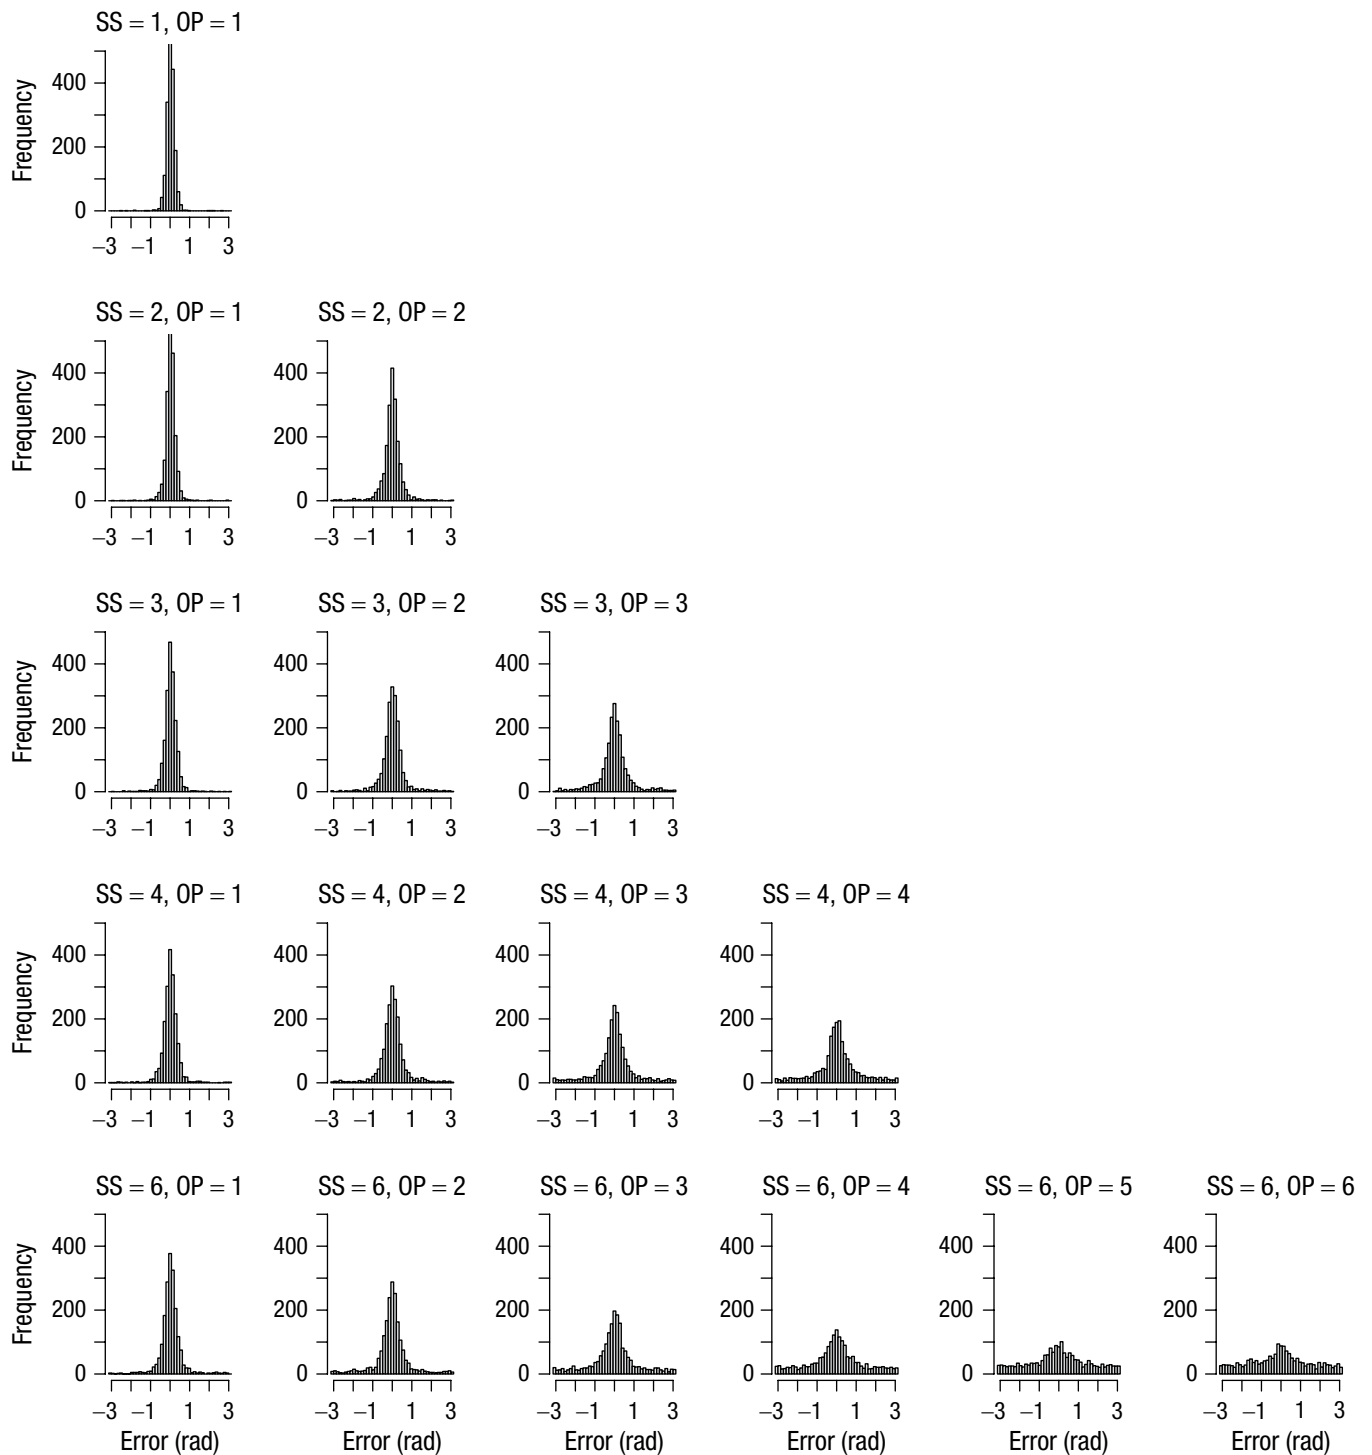 SS = 1, OP = 1
Frequency
400
200
0
−3 −1 1 3
SS = 2, OP = 1 SS = 2, OP = 2
Frequency
400 400
200 200
0 0
−3 −1 1 3 −3 −1 1 3
SS = 3, OP = 1 SS = 3, OP = 2 SS = 3, OP = 3
Frequency
400 400 400
200 200 200
0 0 0
−3 −1 1 3 −3 −1 1 3 −3 −1 1 3
SS = 4, OP = 1 SS = 4, OP = 2 SS = 4, OP = 3 SS = 4, OP = 4
Frequency
400 400 400 400
200 200 200 200
0 0 0 0
−3 −1 1 3 −3 −1 1 3 −3 −1 1 3 −3 −1 1 3
SS = 6, OP = 1 SS = 6, OP = 2 SS = 6, OP = 3 SS = 6, OP = 4 SS = 6, OP = 5 SS = 6, OP = 6
Frequency
400 400 400 400 400 400
200 200 200 200 200 200
0 0 0 0 0 0
−3 −1 1 3 −3 −1 1 3 −3 −1 1 3 −3 −1 1 3 −3 −1 1 3 −3 −1 1 3
Error (rad) Error (rad) Error (rad) Error (rad) Error (rad) Error (rad)